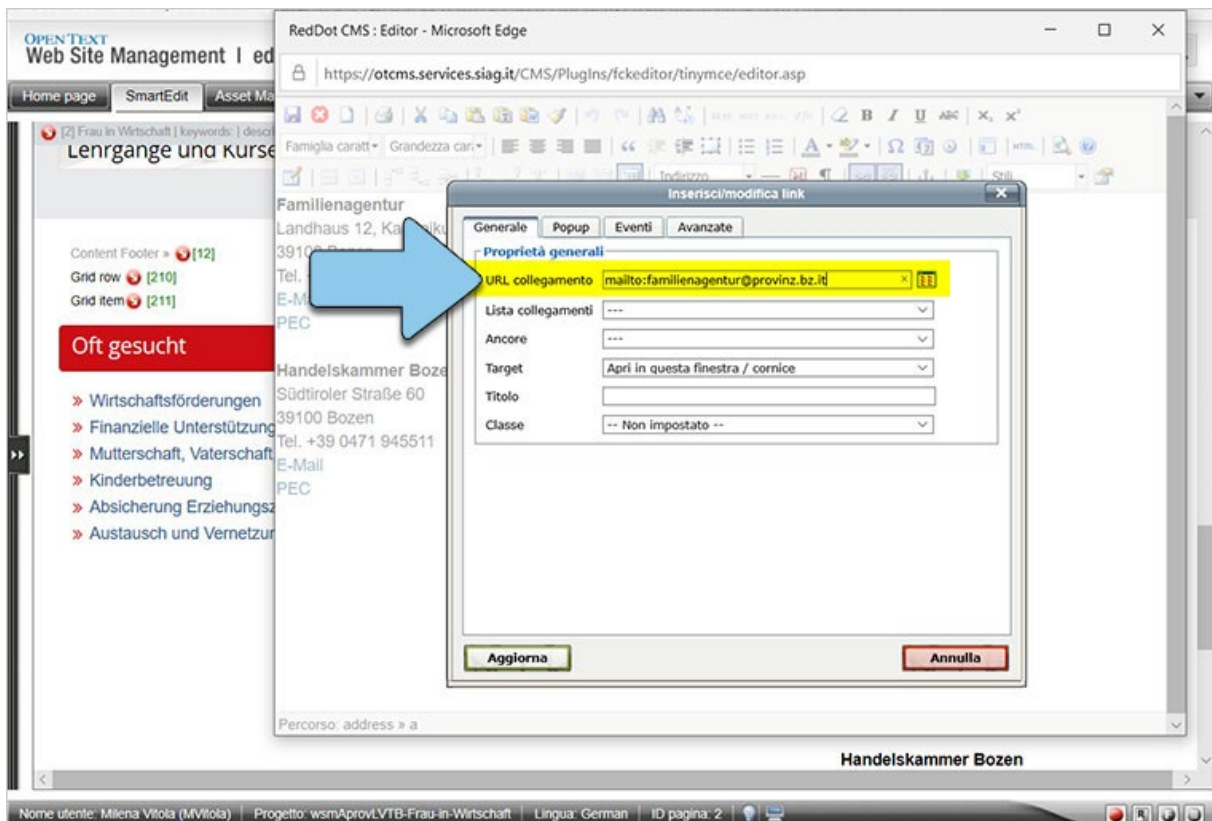 OPEN TEXT
Web Site Management | ed
Home page SmartEdit Asset Ma
[2] Frau in Wirtschaft | keywords: | descri
Lehrgänge und Kurse
Content Footer » [12]
Grid row [210]
Grid item [211]
Oft gesucht
» Wirtschaftsförderungen
» Finanzielle Unterstützung
» Mutterschaft, Vaterschaft
» Kinderbetreuung
» Absicherung Erziehungsz
» Austausch und Vernetzur
RedDot CMS : Editor - Microsoft Edge
https://otcms.services.siag.it/CMS/PlugIns/fckeditor/tinymce/editor.asp
Famiglia caratt Grandezza cari
Indirizzo Stili
Familienagentur
Landhaus 12,
39100 Bozen
Tel.
E-M
PEC
Handelskammer Boze
Südtiroler Straße 60
39100 Bozen
Tel. +39 0471 945511
E-Mail
PEC
Inserisci/modifica link
Generale Popup Eventi Avanzate
Proprietà generali
URL collegamento mailto:familienagentur@provinz.bz.it
Lista collegamenti ---
Ancore ---
Target Apri in questa finestra / cornice
Titolo
Classe -- Non impostato --
Aggiorna Annulla
Percorso: address » a
Handelskammer Bozen
Nome utente: Milena Vitola (MVitola) Progetto: wsmAprovLVTB-Frau-in-Wirtschaft Lingua: German ID pagina: 2